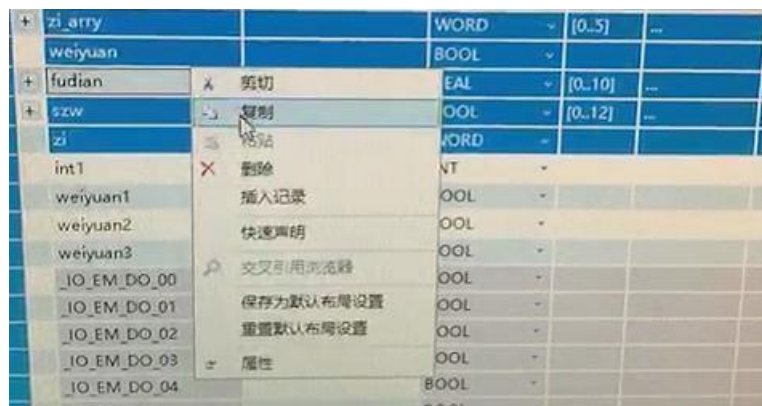 zi_arry WORD [0..5] ...
weiyuan BOOL
fudian EAL [0..10] ...
剪切
szw OOL [0..12] ...
复制
zi WORD
粘贴
int1 NT
删除
weiyuan1 OOL
插入记录
weiyuan2 OOL
快速声明
weiyuan3 OOL
交叉引用浏览器
_IO_EM_DO_00 OOL
保存为默认布局设置
_IO_EM_DO_01 OOL
重置默认布局设置
_IO_EM_DO_02 OOL
_IO_EM_DO_03 OOL
属性
_IO_EM_DO_04 BOOL